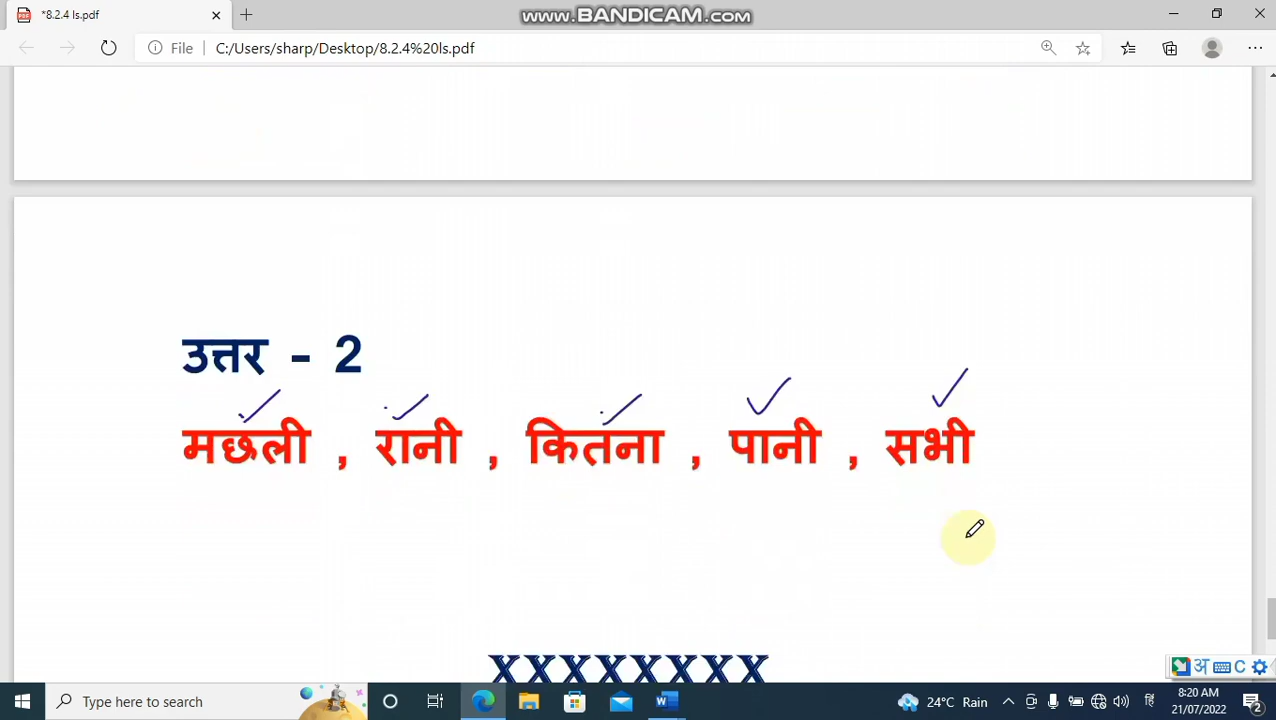 *8.2.4 ls.pdf
www.BANDICAM.com
File C:/Users/sharp/Desktop/8.2.4%20ls.pdf
उत्तर - 2
मछली , रानी , कितना , पानी , सभी
XXXXXXXX
Type here to search
24°C Rain
8:20 AM
21/07/2022